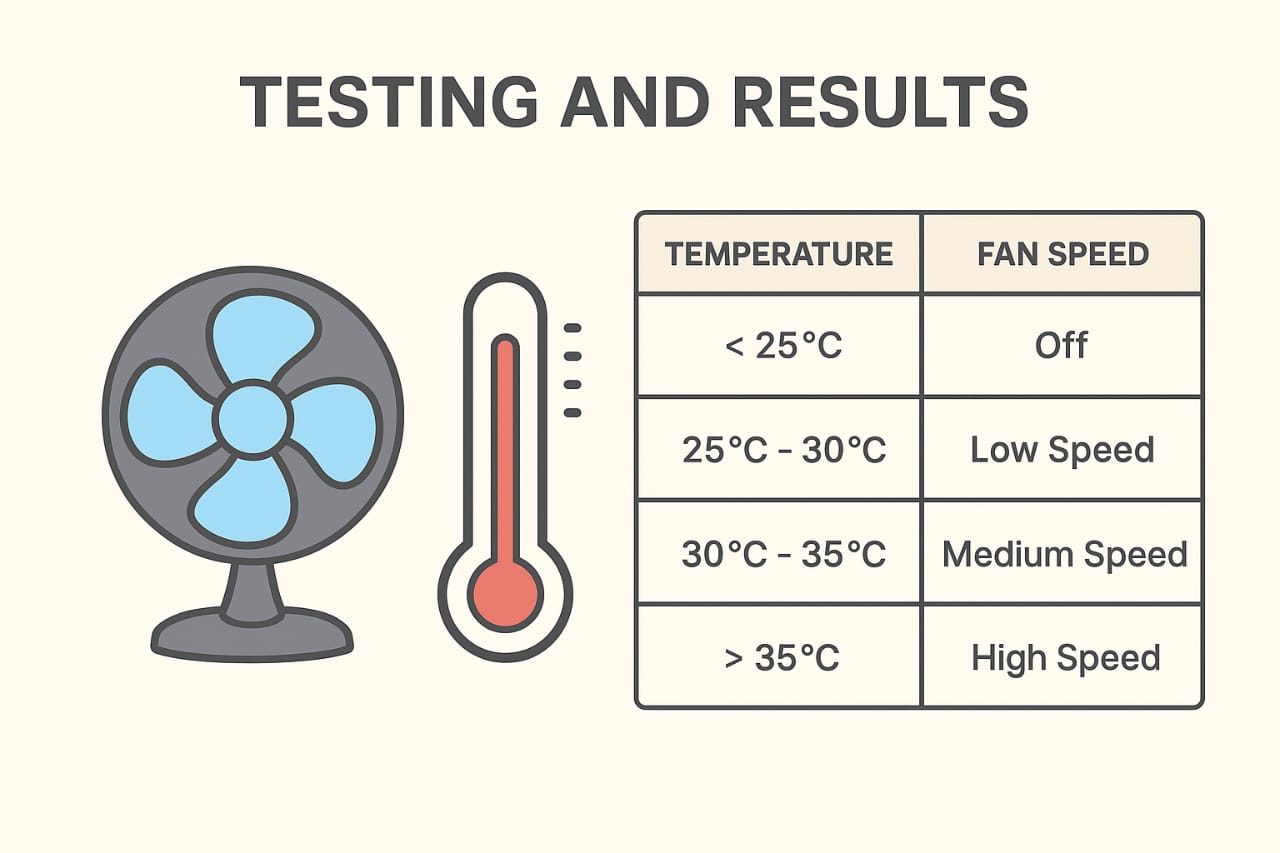 TESTING AND RESULTS
TEMPERATURE FAN SPEED
< 25°C Off
25°C - 30°C Low Speed
30°C - 35°C Medium Speed
> 35°C High Speed